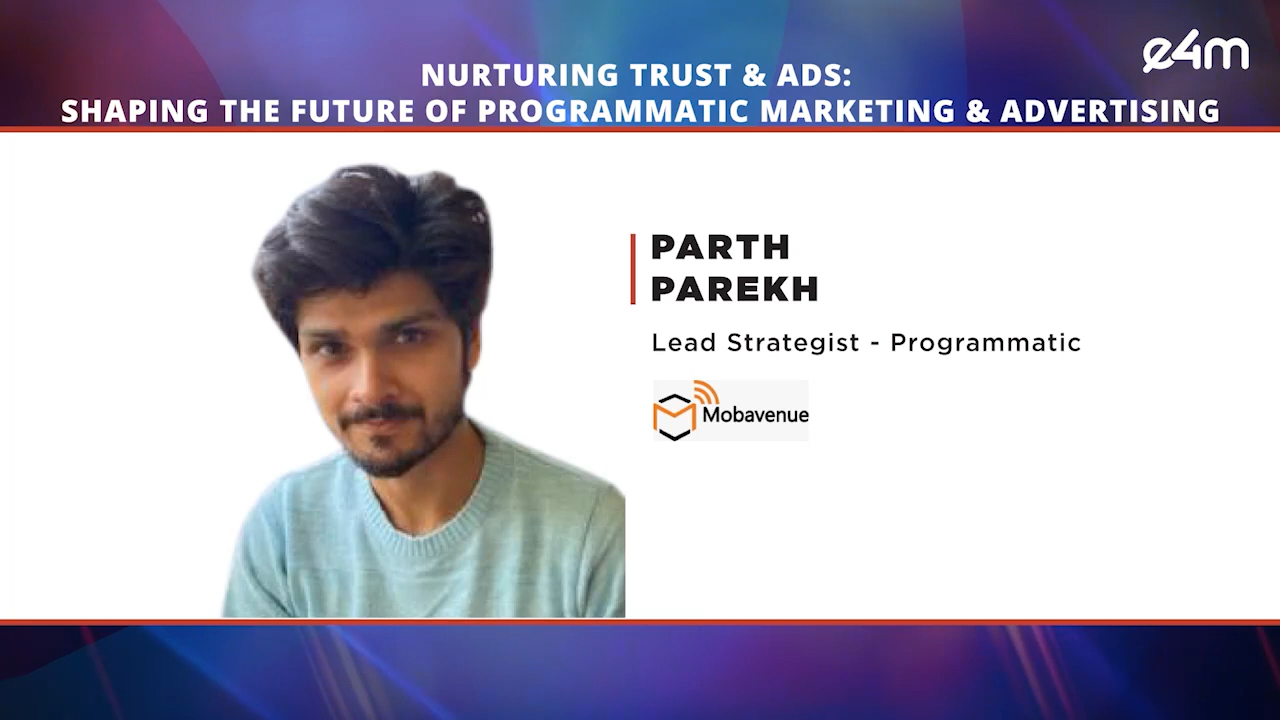 e4m
NURTURING TRUST & ADS:
SHAPING THE FUTURE OF PROGRAMMATIC MARKETING & ADVERTISING
PARTH
PAREKH
Lead Strategist - Programmatic
Mobavenue